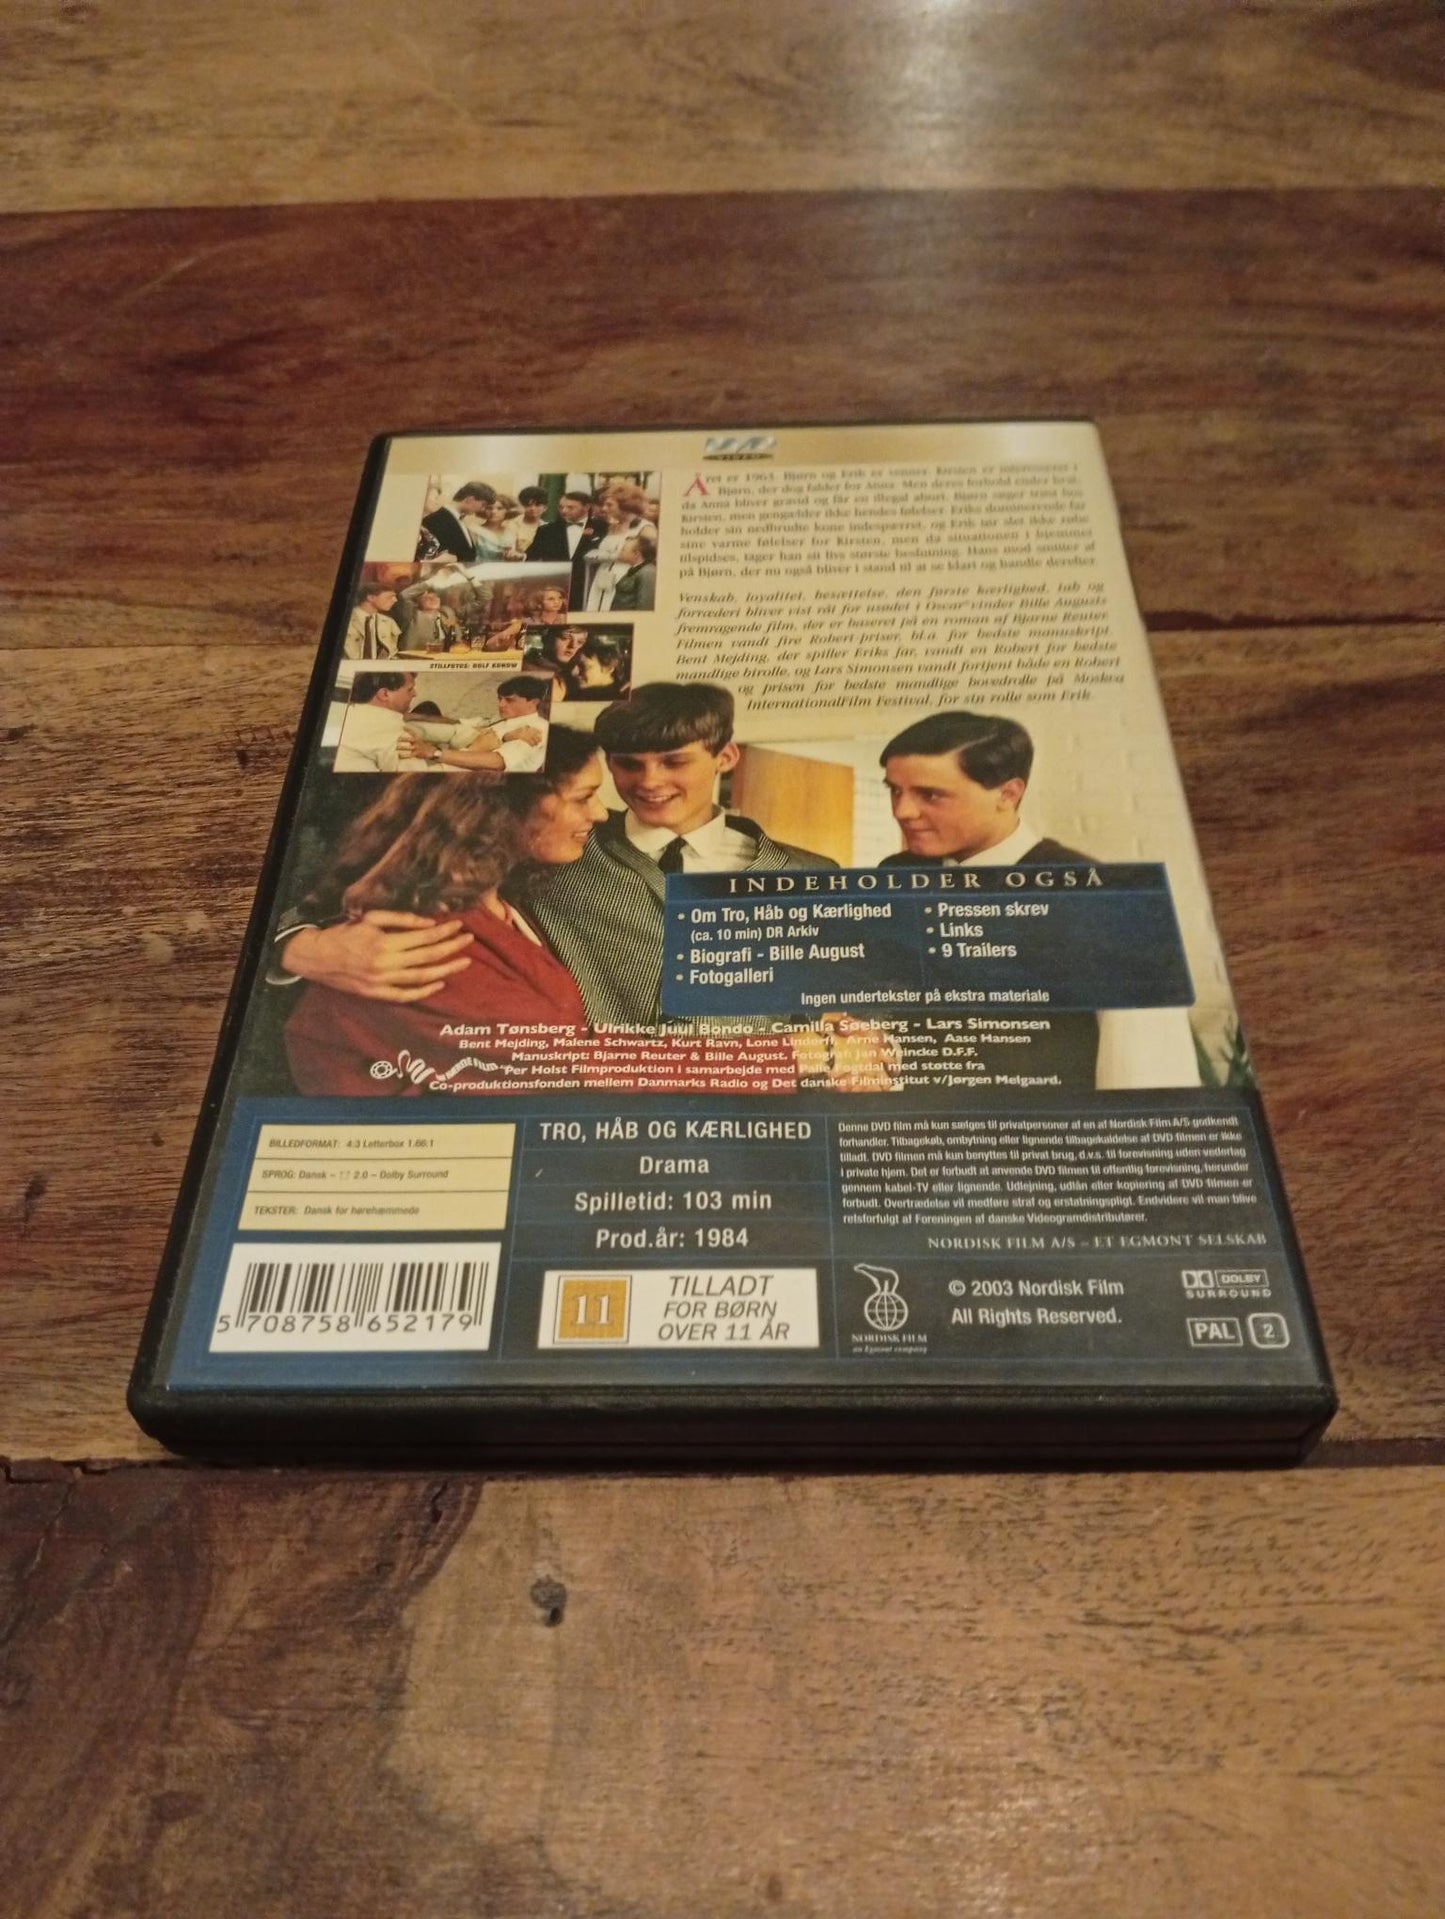 VIDEO
Året er 1963. Bjørn og Erik er venner. Kirsten er interesseret i
Bjørn, der dog falder for Anna. Men deres forhold ender brat,
da Anna bliver gravid og får en illegal abort. Bjørn søger trøst hos
Kirsten, men gengælder ikke hendes følelser. Eriks dominerende far
holder sin nedbrudte kone indespærret, og Erik tør slet ikke røbe
sine varme følelser for Kirsten, men da situationen i hjemmet
tilspidses, tager han sit livs største beslutning. Hans mod smitter af
på Bjørn, der nu også bliver i stand til at se klart og handle derefter.
Venskab, loyalitet, besættelse, den første kærlighed, tab og
forræderi bliver vist råt for usødet i Oscar®vinder Bille Augusts
fremragende film, der er baseret på en roman af Bjarne Reuter.
Filmen vandt fire Robert-priser, bl.a. for bedste manuskript.
Bent Mejding, der spiller Eriks far, vandt en Robert for bedste
mandlige birolle, og Lars Simonsen vandt fortjent både en Robert
og prisen for bedste mandlige hovedrolle på Moskva
InternationalFilm Festival, for sin rolle som Erik.
STILLFOTOS: ROLF KONOW
INDEHOLDER OGSÅ
• Om Tro, Håb og Kærlighed
(ca. 10 min) DR Arkiv
• Biografi - Bille August
• Fotogalleri
• Pressen skrev
• Links
• 9 Trailers
Ingen undertekster på ekstra materiale
Adam Tønsberg - Ulrikke Juul Bondo - Camilla Søeberg - Lars Simonsen
Bent Mejding, Malene Schwartz, Kurt Ravn, Lone Lindorff, Arne Hansen, Aase Hansen
Manuskript: Bjarne Reuter & Bille August. Fotograf: Jan Weincke D.F.F.
Per Holst Filmproduktion i samarbejde med Palle Fogtdal med støtte fra
Co-produktionsfonden mellem Danmarks Radio og Det danske Filminstitut v/Jørgen Melgaard.
BILLEDFORMAT: 4:3 Letterbox 1.66:1
SPROG: Dansk – 2.0 – Dolby Surround
TEKSTER: Dansk for hørehæmmede
5 708758 652179
TRO, HÅB OG KÆRLIGHED
Drama
Spilletid: 103 min
Prod.år: 1984
11
TILLADT
FOR BØRN
OVER 11 ÅR
Denne DVD film må kun sælges til privatpersoner af en af Nordisk Film A/S godkendt
forhandler. Tilbagekøb, ombytning eller lignende tilbagekaldelse af DVD filmen er ikke
tilladt. DVD filmen må kun benyttes til privat brug, d.v.s. til forevisning uden vederlag
i private hjem. Det er forbudt at anvende DVD filmen til offentlig forevisning, herunder
gennem kabel-TV eller lignende. Udlejning, udlån eller kopiering af DVD filmen er
forbudt. Overtrædelse vil medføre straf og erstatningspligt. Endvidere vil man blive
retsforfulgt af Foreningen af danske Videogramdistributører.
NORDISK FILM A/S – ET EGMONT SELSKAB
NORDISK FILM
an Egmont company
© 2003 Nordisk Film
All Rights Reserved.
DOLBY
SURROUND
PAL
2